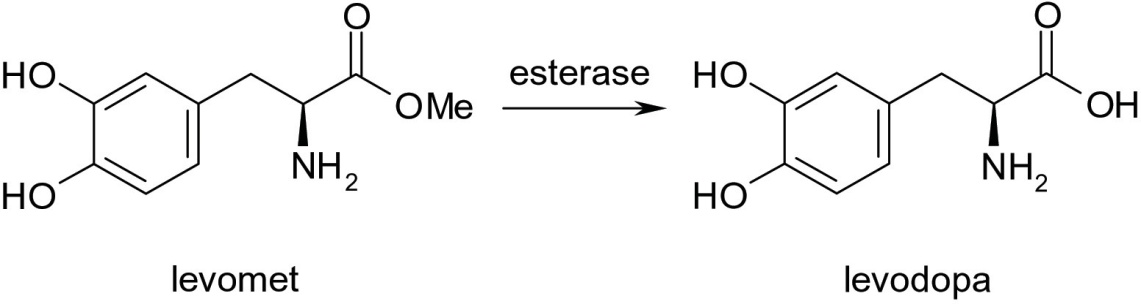 O
O
HO
esterase
HO
OMe
OH
NH2
NH2
HO
HO
levomet
levodopa